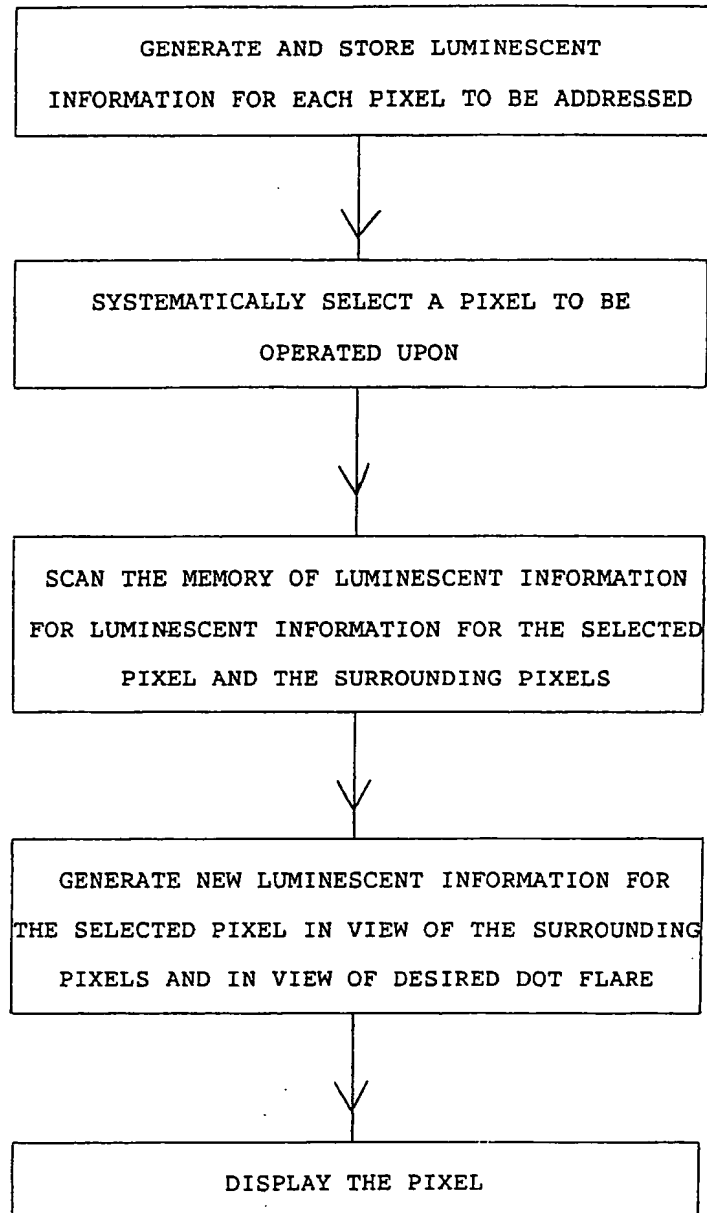 GENERATE AND STORE LUMINESCENT
INFORMATION FOR EACH PIXEL TO BE ADDRESSED
SYSTEMATICALLY SELECT A PIXEL TO BE
OPERATED UPON
SCAN THE MEMORY OF LUMINESCENT INFORMATION
FOR LUMINESCENT INFORMATION FOR THE SELECTED
PIXEL AND THE SURROUNDING PIXELS
GENERATE NEW LUMINESCENT INFORMATION FOR
THE SELECTED PIXEL IN VIEW OF THE SURROUNDING
PIXELS AND IN VIEW OF DESIRED DOT FLARE
DISPLAY THE PIXEL